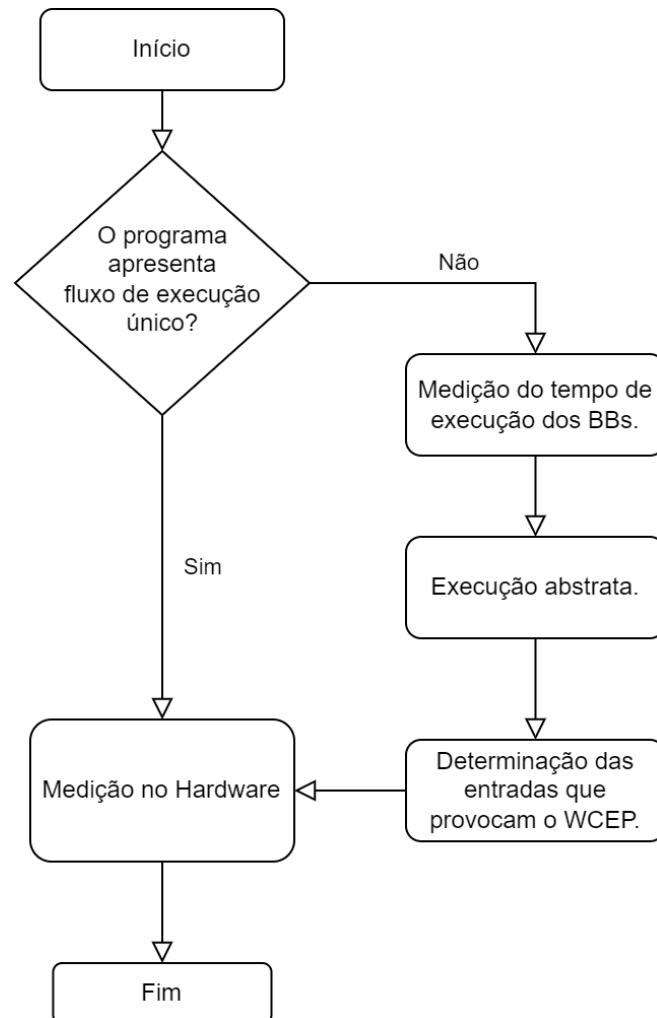 Início
O programa
apresenta
fluxo de execução
único?
Não
Medição do tempo de
execução dos BBs.
Sim
Execução abstrata.
Determinação das
entradas que
provocam o WCEP.
Medição no Hardware
Fim